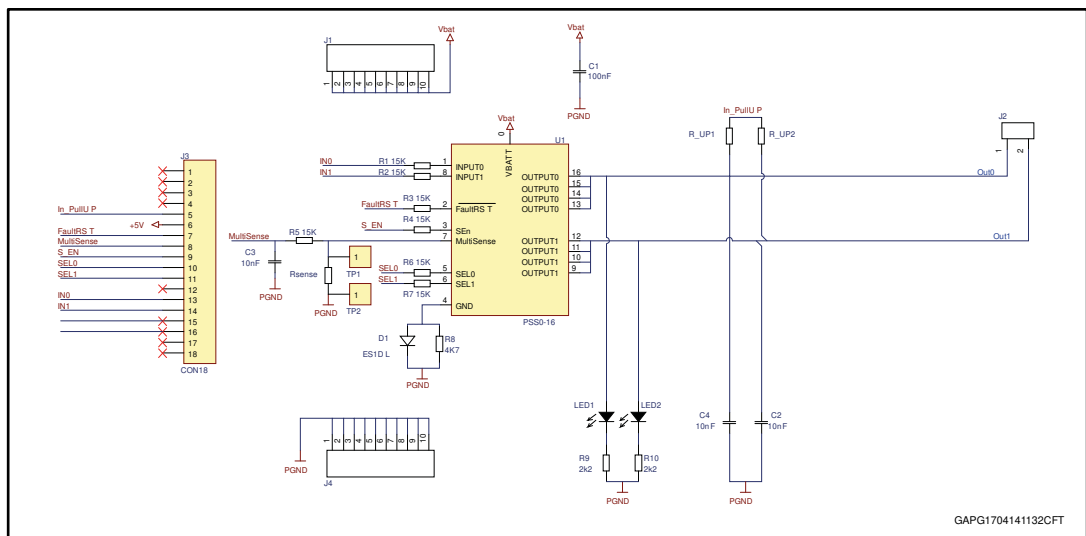 Vbat
J1
1 2 3 4 5 6 7 8 9 10
PGND
Vbat
C1
100nF
PGND
Vbat
0
VBATT
U1
IN0
R1 15K
1
INPUT0
IN1
R2 15K
8
INPUT1
FaultRS T
R3 15K
2
FaultRS T
S_EN
R4 15K
3
SEn
MultiSense
R5 15K
7
MultiSense
SEL0
R6 15K
5
SEL0
SEL1
R7 15K
6
SEL1
4
GND
OUTPUT0
16
OUTPUT0
15
OUTPUT0
14
OUTPUT0
13
OUTPUT1
12
OUTPUT1
11
OUTPUT1
10
OUTPUT1
9
PSS0-16
In_PullU P
R_UP1
R_UP2
J2
1
2
Out0
Out1
J3
1
2
3
4
In_PullU P
5
+5V
6
FaultRS T
7
MultiSense
8
S_EN
9
SEL0
10
SEL1
11
12
IN0
13
IN1
14
15
16
17
18
CON18
C3
10nF
PGND
Rsense
1
TP1
1
TP2
PGND
D1
ES1D L
R8
4K7
PGND
PGND
1 2 3 4 5 6 7 8 9 10
J4
LED1
LED2
R9
2k2
R10
2k2
PGND
C4
10nF
C2
10nF
PGND
GAPG1704141132CFT